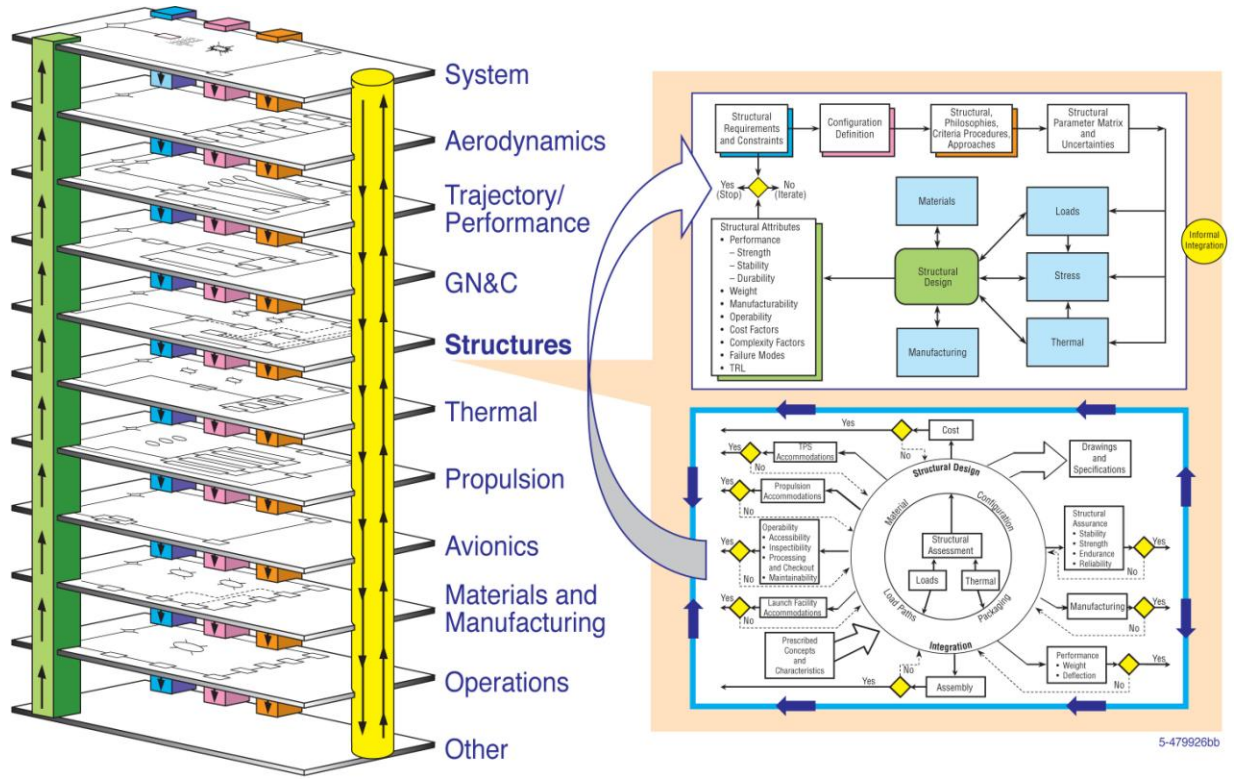 System
Aerodynamics
Trajectory/
Performance
GN&C
Structures
Thermal
Propulsion
Avionics
Materials and
Manufacturing
Operations
Other
Structural
Requirements
and Constraints
Configuration
Definition
Structural,
Philosophies,
Criteria Procedures,
Approaches
Structural
Parameter Matrix
and
Uncertainties
Yes
(Stop)
No
(Iterate)
Structural Attributes
• Performance
– Strength
– Stability
– Durability
• Weight
• Manufacturability
• Operability
• Cost Factors
• Complexity Factors
• Failure Modes
• TRL
Materials
Structural
Design
Manufacturing
Loads
Stress
Thermal
Informal
Integration
Yes
Cost
No
Yes
TPS
Accommodations
No
Yes
Propulsion
Accommodations
No
Yes
Operability
• Accessibility
• Inspectibility
• Processing
and Checkout
• Maintainability
No
Yes
Launch Facility
Accommodations
No
Prescribed
Concepts
and
Characteristics
Yes
No
Assembly
Structural Design
Material
Configuration
Structural
Assessment
Loads
Thermal
Load Paths
Packaging
Integration
Drawings
and
Specifications
Structural
Assurance
• Stability
• Strength
• Endurance
• Reliability
Yes
No
Manufacturing
Yes
No
Performance
• Weight
• Deflection
Yes
No
5-479926bb